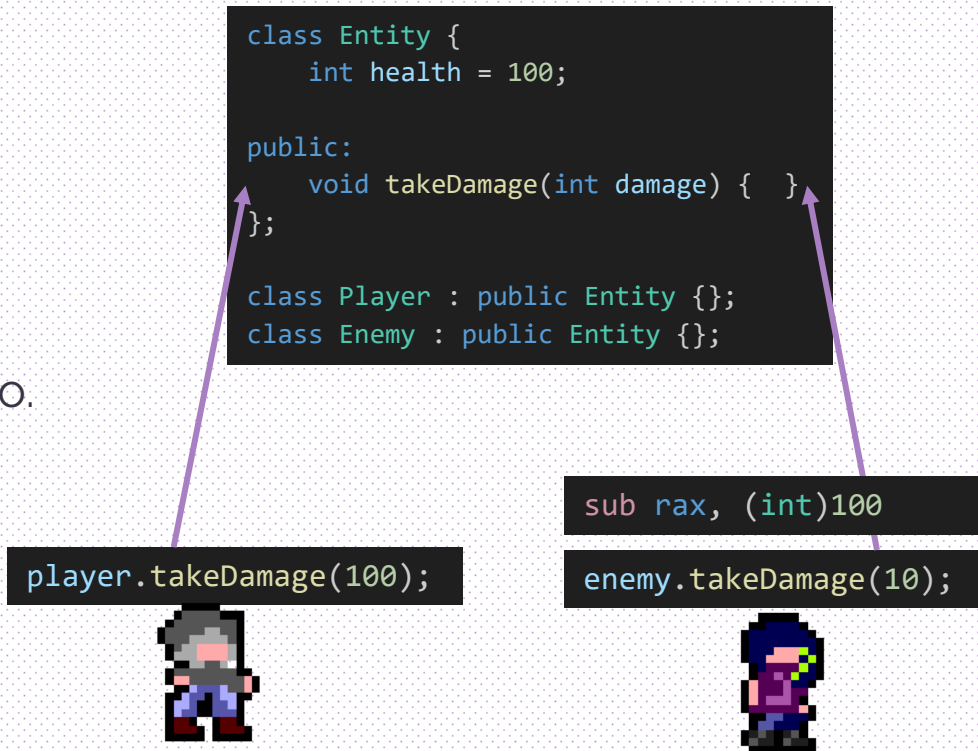 class Entity {
    int health = 100;
public:
    void takeDamage(int damage) {  }
};
class Player : public Entity {};
class Enemy : public Entity {};
o.
sub rax, (int)100
player.takeDamage(100);
enemy.takeDamage(10);